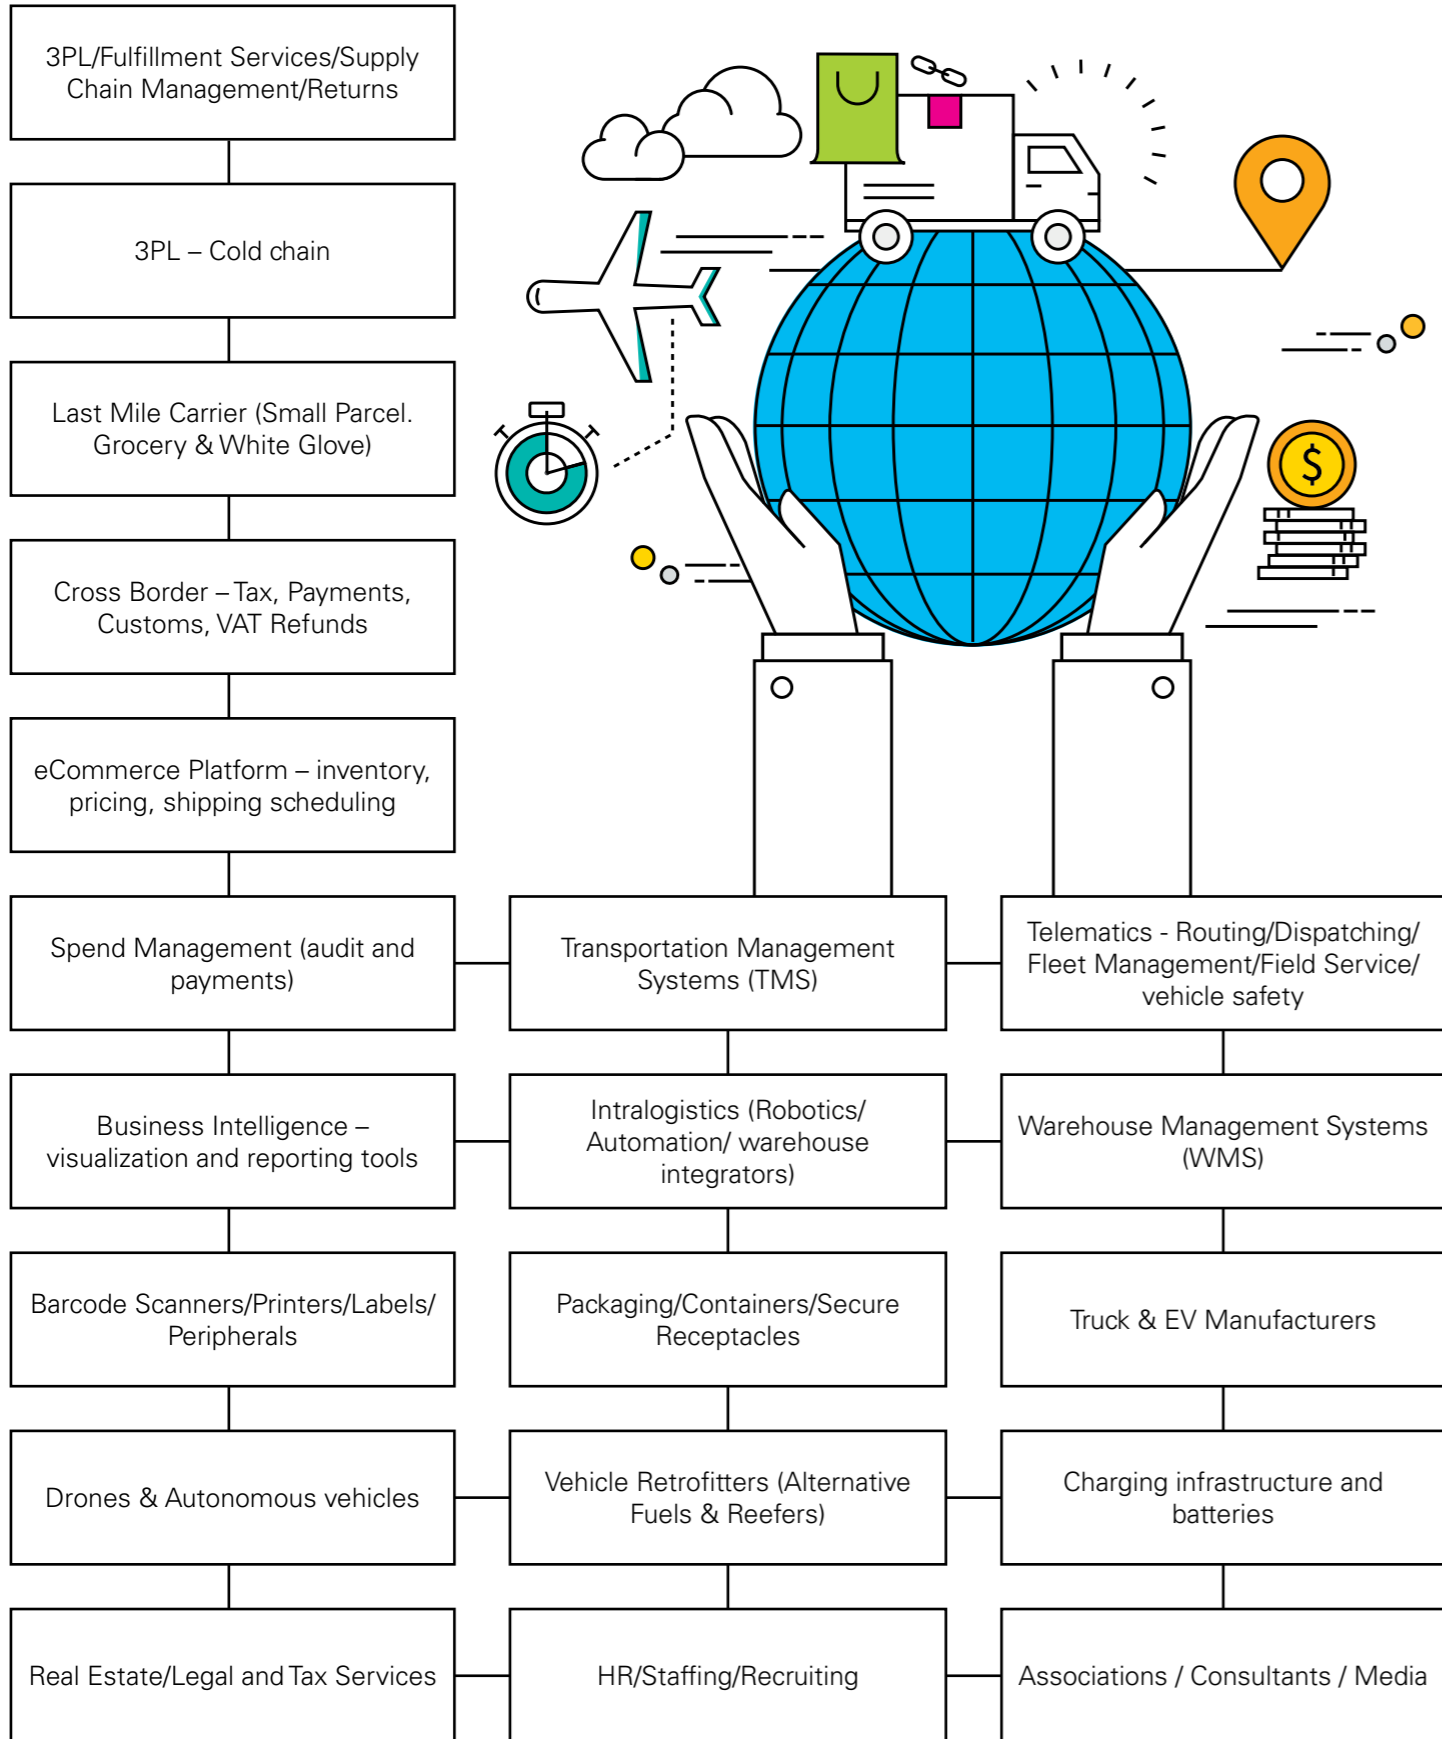 3PL/Fulfillment Services/Supply
Chain Management/Returns
3PL – Cold chain
Last Mile Carrier (Small Parcel.
Grocery & White Glove)
Cross Border – Tax, Payments,
Customs, VAT Refunds
eCommerce Platform – inventory,
pricing, shipping scheduling
$
Spend Management (audit and
payments)
Transportation Management
Systems (TMS)
Telematics - Routing/Dispatching/
Fleet Management/Field Service/
vehicle safety
Business Intelligence –
visualization and reporting tools
Intralogistics (Robotics/
Automation/ warehouse
integrators)
Warehouse Management Systems
(WMS)
Barcode Scanners/Printers/Labels/
Peripherals
Packaging/Containers/Secure
Receptacles
Truck & EV Manufacturers
Drones & Autonomous vehicles
Vehicle Retrofitters (Alternative
Fuels & Reefers)
Charging infrastructure and
batteries
Real Estate/Legal and Tax Services
HR/Staffing/Recruiting
Associations / Consultants / Media